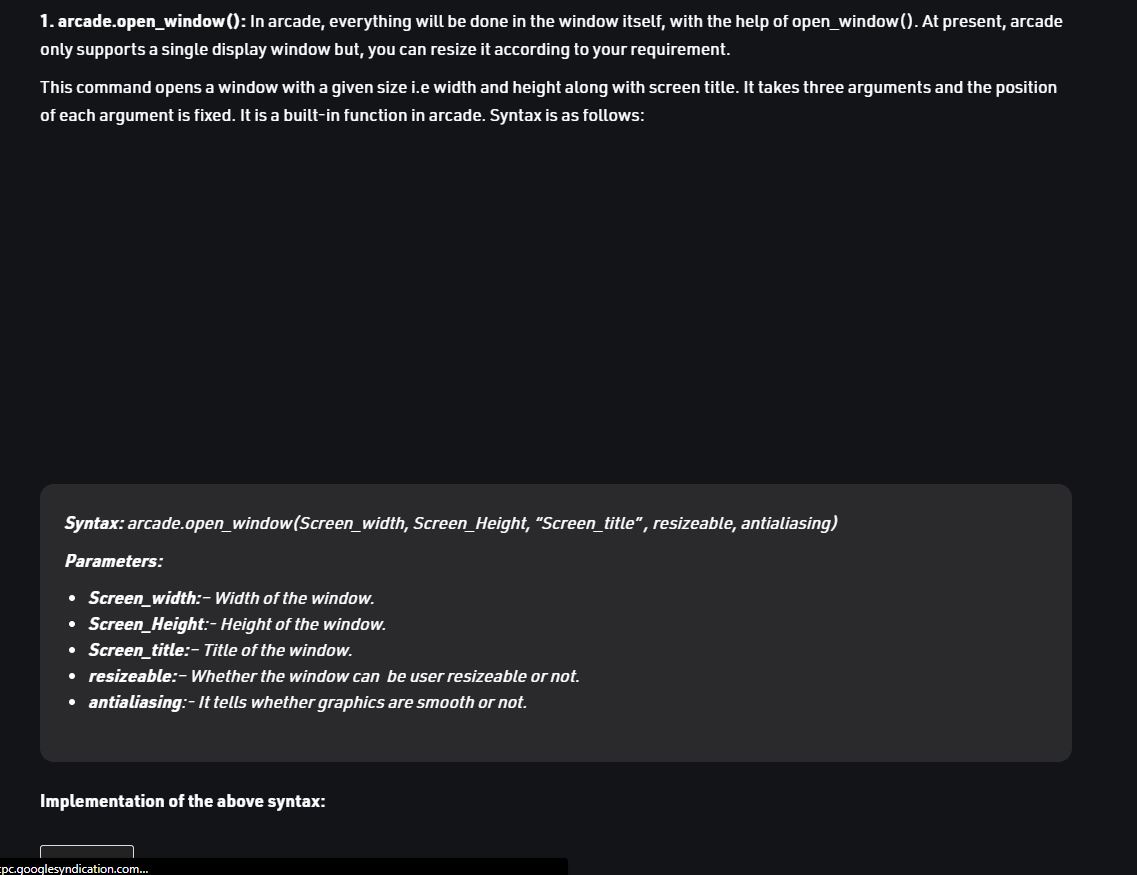 1. arcade.open_window(): In arcade, everything will be done in the window itself, with the help of open_window(). At present, arcade
only supports a single display window but, you can resize it according to your requirement.
This command opens a window with a given size i.e width and height along with screen title. It takes three arguments and the position
of each argument is fixed. It is a built-in function in arcade. Syntax is as follows:
Syntax: arcade.open_window(Screen_width, Screen_Height, “Screen_title” , resizeable, antialiasing)
Parameters:
• Screen_width:– Width of the window.
• Screen_Height:- Height of the window.
• Screen_title:– Title of the window.
• resizeable:– Whether the window can  be user resizeable or not.
• antialiasing:- It tells whether graphics are smooth or not.
Implementation of the above syntax:
tpc.googlesyndication.com...